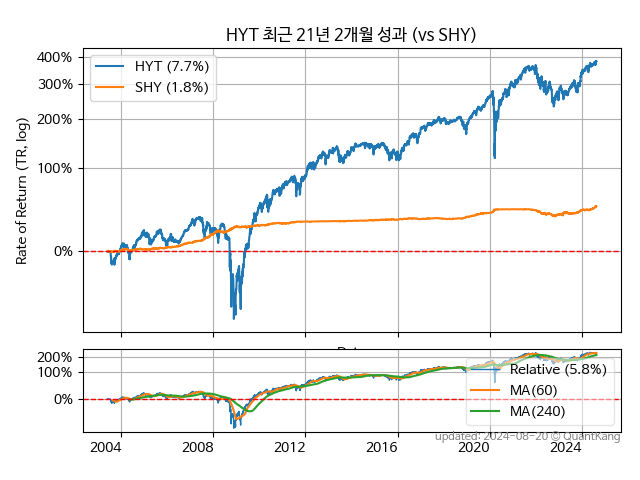 HYT 최근 21년 2개월 성과 (vs SHY)
Rate of Return (TR, log)
400%
300%
200%
100%
0%
HYT (7.7%)
SHY (1.8%)
200%
100%
0%
Relative (5.8%)
MA(60)
MA(240)
2004
2008
2012
2016
2020
2024
updated: 2024-08-20 © QuantKang